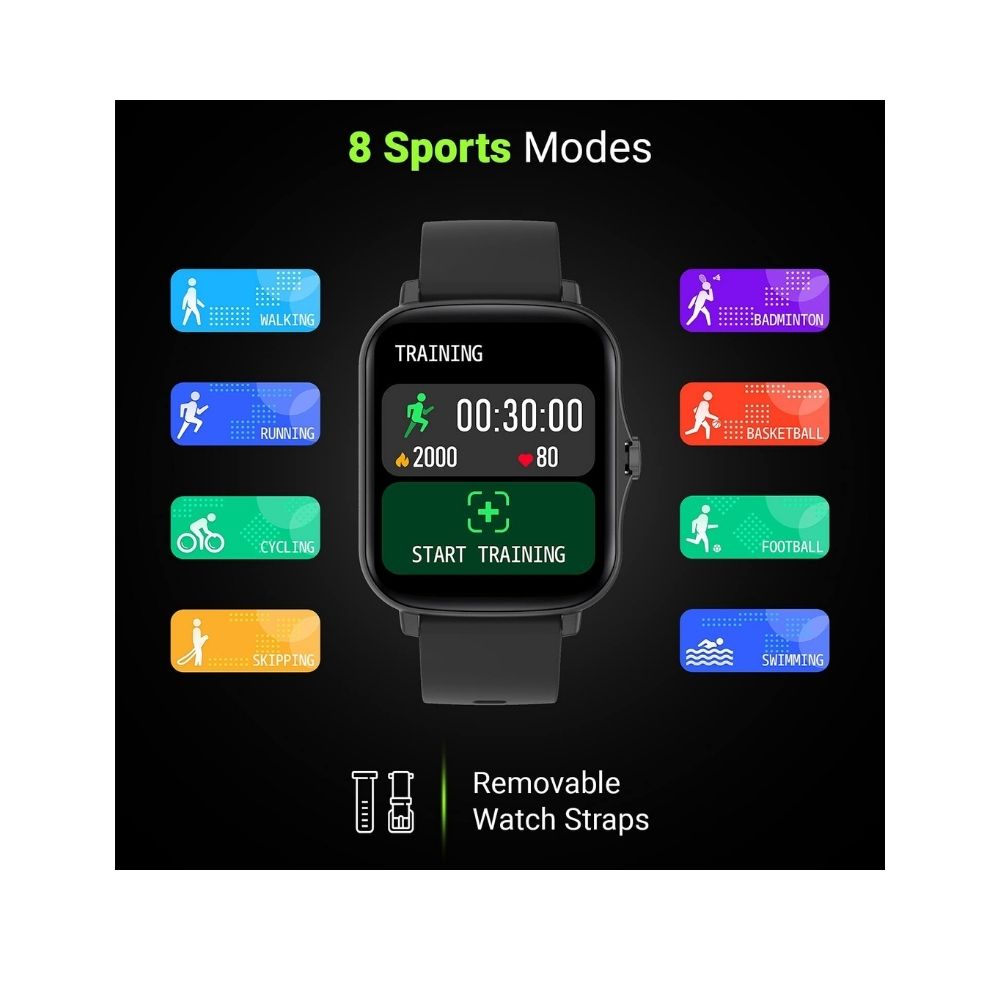 8 Sports Modes
WALKING
RUNNING
CYCLING
SKIPPING
TRAINING
00:30:00
2000 80
START TRAINING
BADMINTON
BASKETBALL
FOOTBALL
SWIMMING
Removable
Watch Straps